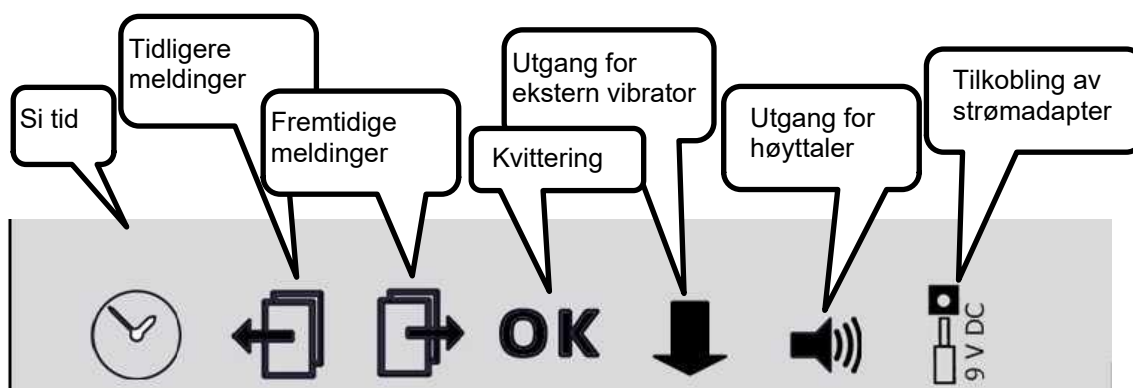 Si tid
Tidligere
meldinger
Fremtidige
meldinger
Kvittering
Utgang for
ekstern vibrator
Utgang for
høyttaler
Tilkobling av
strømadapter
OK
9 V DC